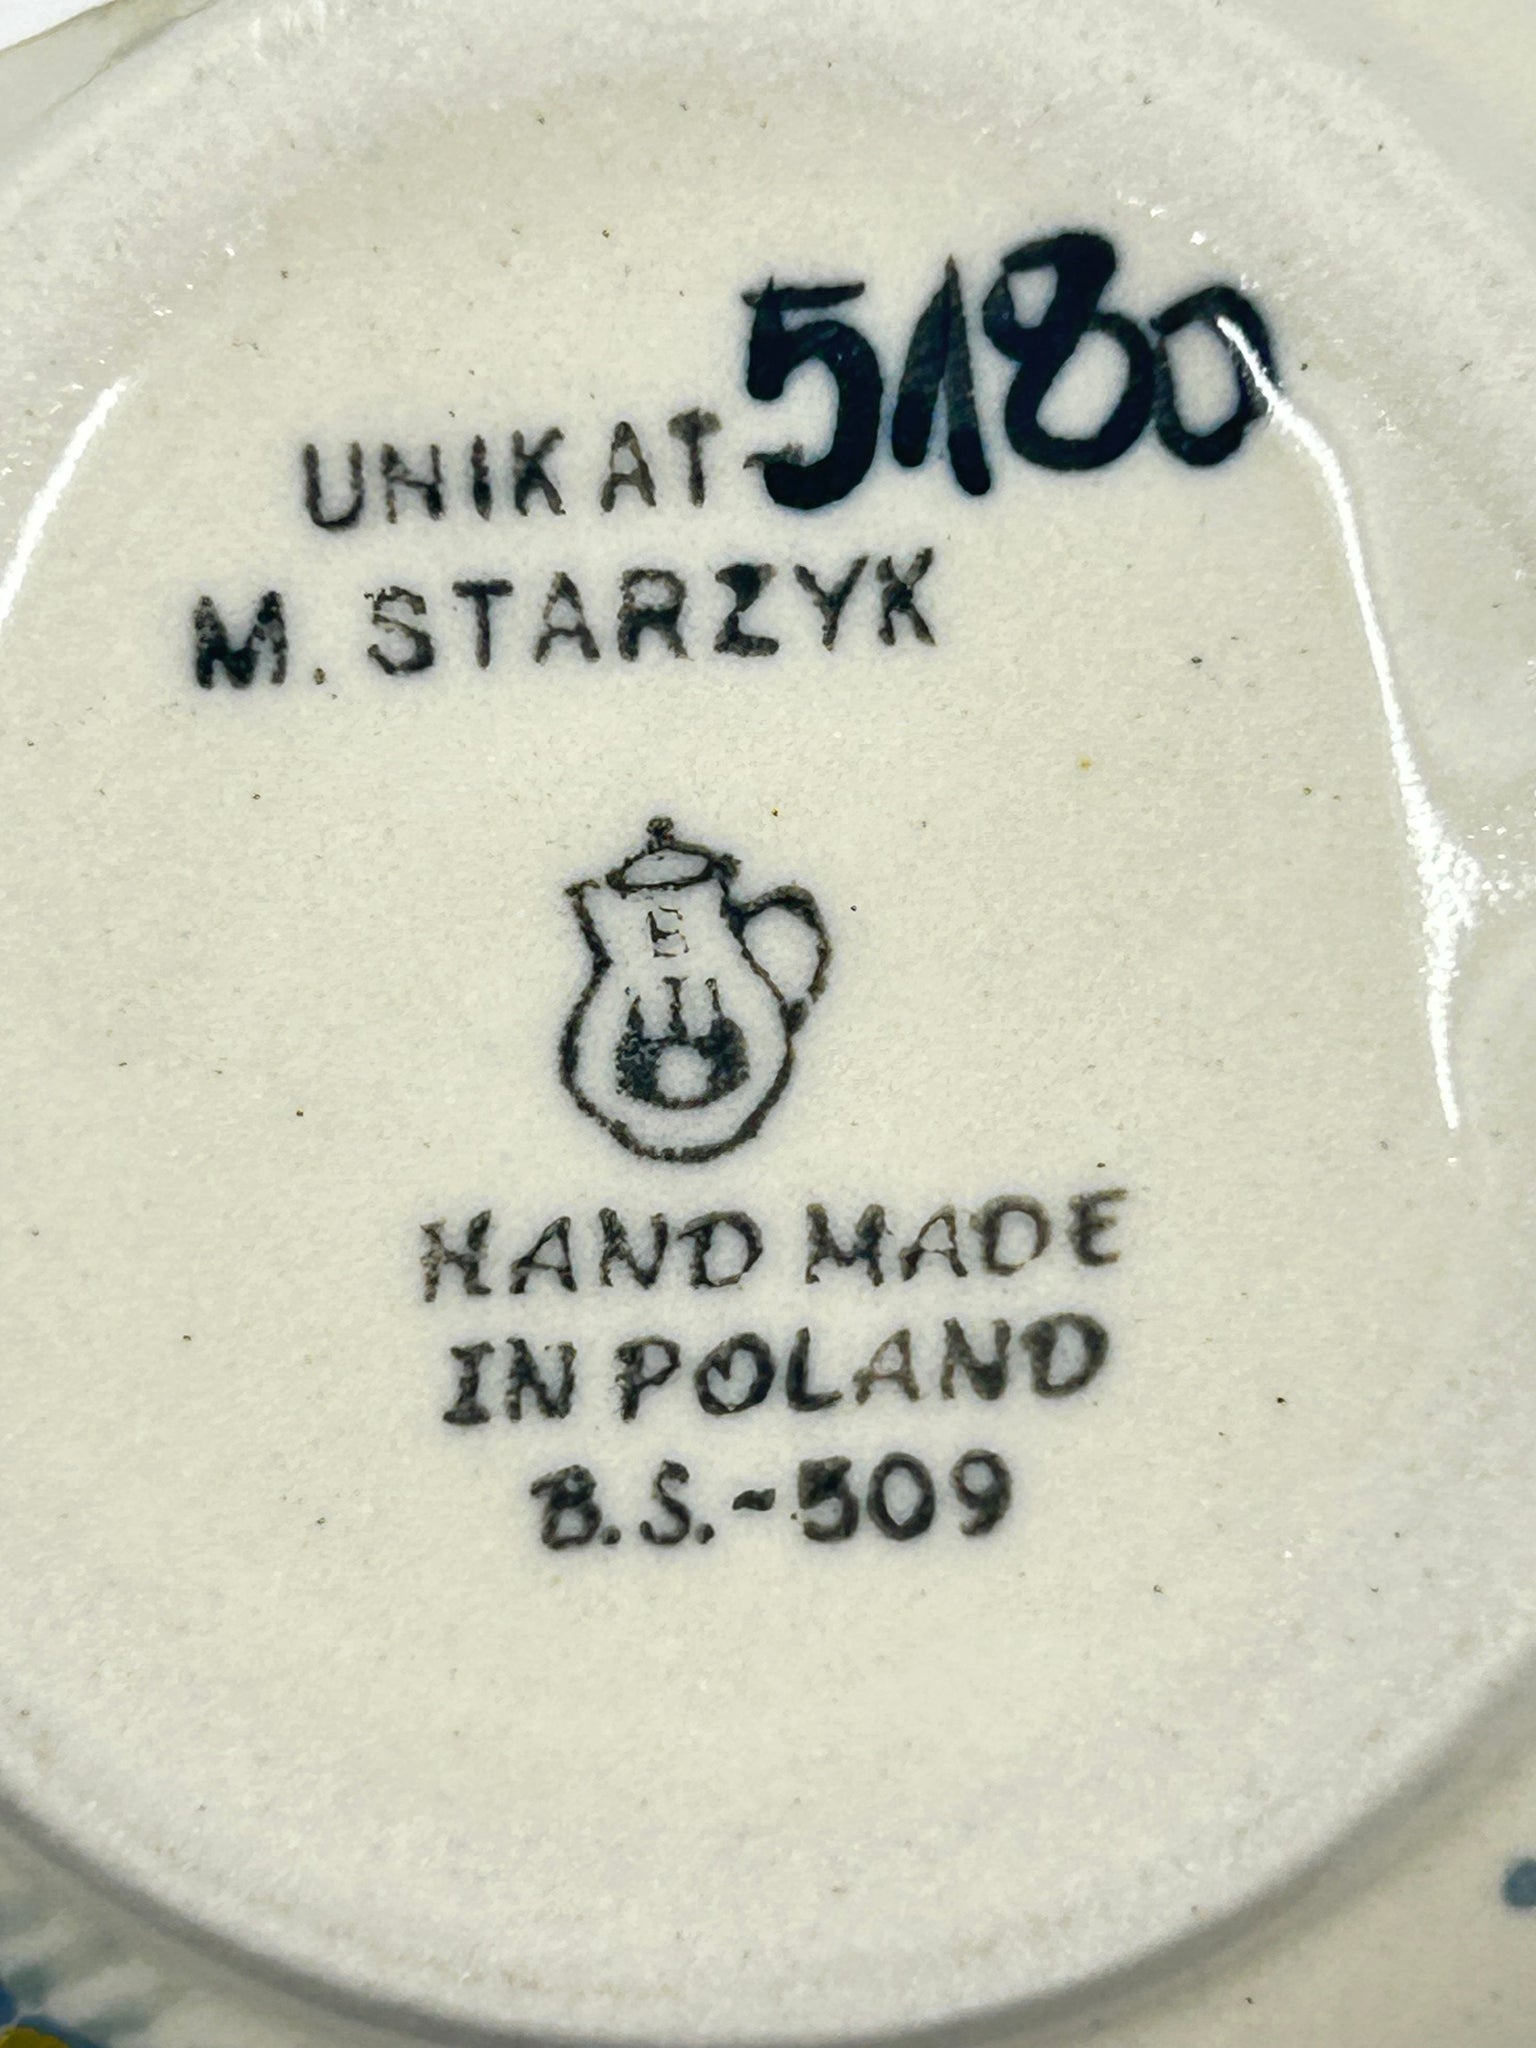 UNIKAT 5180
M. STARZYK
B
HAND MADE
IN POLAND
B.S.-509